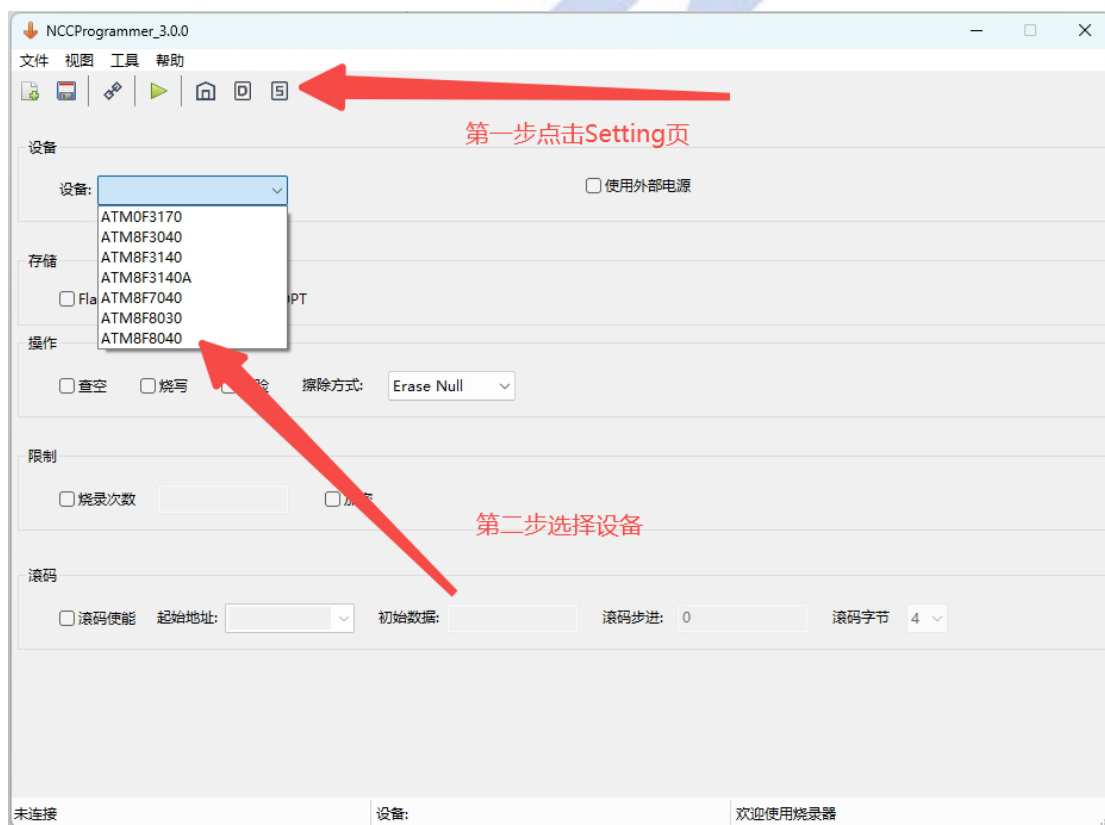 NCCProgrammer_3.0.0
文件 视图 工具 帮助
D S
第一步点击Setting页
设备
设备:
使用外部电源
ATM0F3170
ATM8F3040
ATM8F3140
ATM8F3140A
ATM8F7040
ATM8F8030
ATM8F8040
存储
Fla
PT
操作
查空 烧写 擦除方式: Erase Null
限制
烧录次数
第二步选择设备
滚码
滚码使能 起始地址: 初始数据: 滚码步进: 0 滚码字节 4
未连接 设备: 欢迎使用烧录器